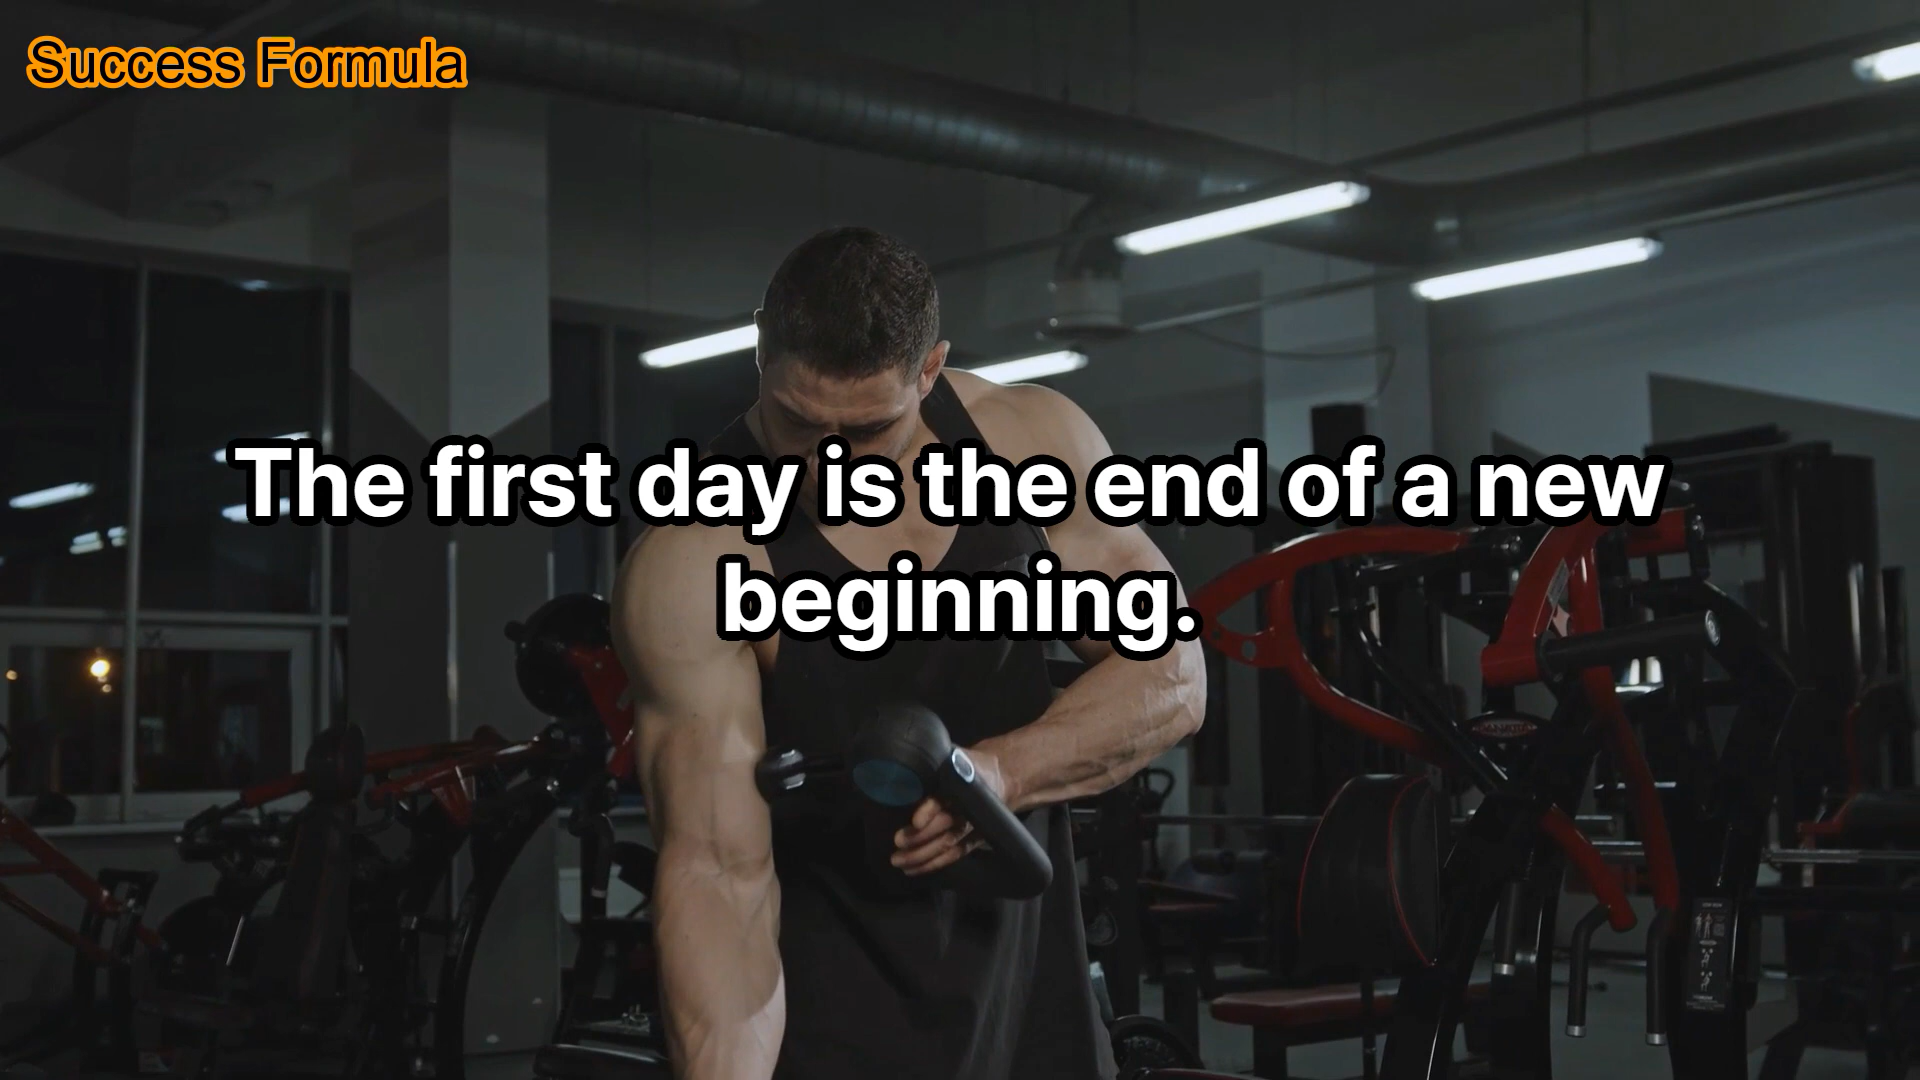 Success Formula
The first day is the end of a new
beginning.